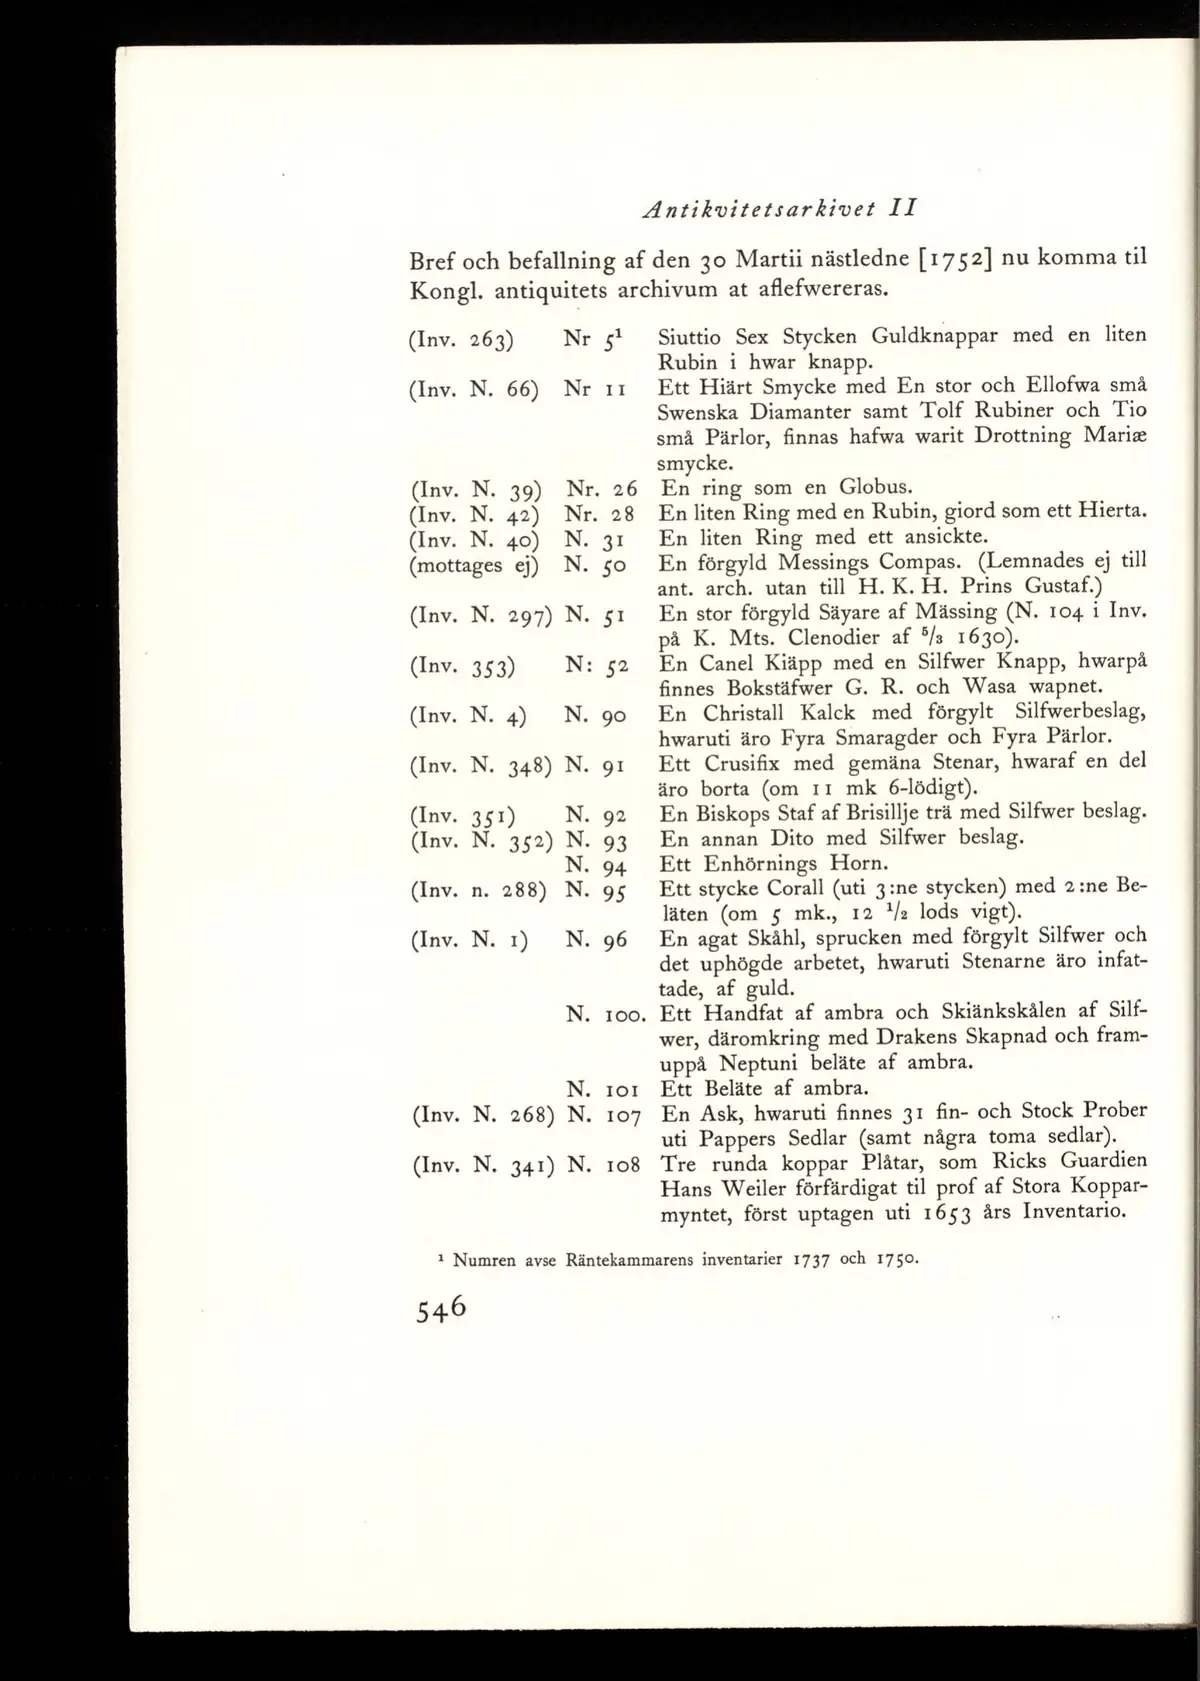 Antikvitetsarkivet II
Bref och befallning af den 30 Martii nästledne [1752] nu komma til
Kongl. antiquitets archivum at aflefwereras.
(Inv. 263) Nr 5¹ Siuttio Sex Stycken Guldknappar med en liten
Rubin i hwar knapp.
(Inv. N. 66) Nr 11 Ett Hiärt Smycke med En stor och Ellofwa små
Swenska Diamanter samt Tolf Rubiner och Tio
små Pärlor, finnas hafwa warit Drottning Mariæ
smycke.
(Inv. N. 39) Nr. 26 En ring som en Globus.
(Inv. N. 42) Nr. 28 En liten Ring med en Rubin, giord som ett Hierta.
(Inv. N. 40) N. 31 En liten Ring med ett ansickte.
(mottages ej) N. 50 En förgyld Messings Compas. (Lemnades ej till
ant. arch. utan till H. K. H. Prins Gustaf.)
(Inv. N. 297) N. 51 En stor förgyld Säyare af Mässing (N. 104 i Inv.
på K. Mts. Clenodier af ⁵/₃ 1630).
(Inv. 353) N: 52 En Canel Kiäpp med en Silfwer Knapp, hwarpå
finnes Bokstäfwer G. R. och Wasa wapnet.
(Inv. N. 4) N. 90 En Christall Kalck med förgylt Silfwerbeslag,
hwaruti äro Fyra Smaragder och Fyra Pärlor.
(Inv. N. 348) N. 91 Ett Crusifix med gemäna Stenar, hwaraf en del
äro borta (om 11 mk 6-lödigt).
(Inv. 351) N. 92 En Biskops Staf af Brisillje trä med Silfwer beslag.
(Inv. N. 352) N. 93 En annan Dito med Silfwer beslag.
N. 94 Ett Enhörnings Horn.
(Inv. n. 288) N. 95 Ett stycke Corall (uti 3:ne stycken) med 2:ne Be-
läten (om 5 mk., 12 ¹/₂ lods vigt).
(Inv. N. 1) N. 96 En agat Skåhl, sprucken med förgylt Silfwer och
det uphögde arbetet, hwaruti Stenarne äro infat-
tade, af guld.
N. 100. Ett Handfat af ambra och Skiänkskålen af Silf-
wer, däromkring med Drakens Skapnad och fram-
uppå Neptuni beläte af ambra.
N. 101 Ett Beläte af ambra.
(Inv. N. 268) N. 107 En Ask, hwaruti finnes 31 fin- och Stock Prober
uti Pappers Sedlar (samt några toma sedlar).
(Inv. N. 341) N. 108 Tre runda koppar Plåtar, som Ricks Guardien
Hans Weiler förfärdigat til prof af Stora Koppar-
myntet, först uptagen uti 1653 års Inventario.
¹ Numren avse Räntekammarens inventarier 1737 och 1750.
546